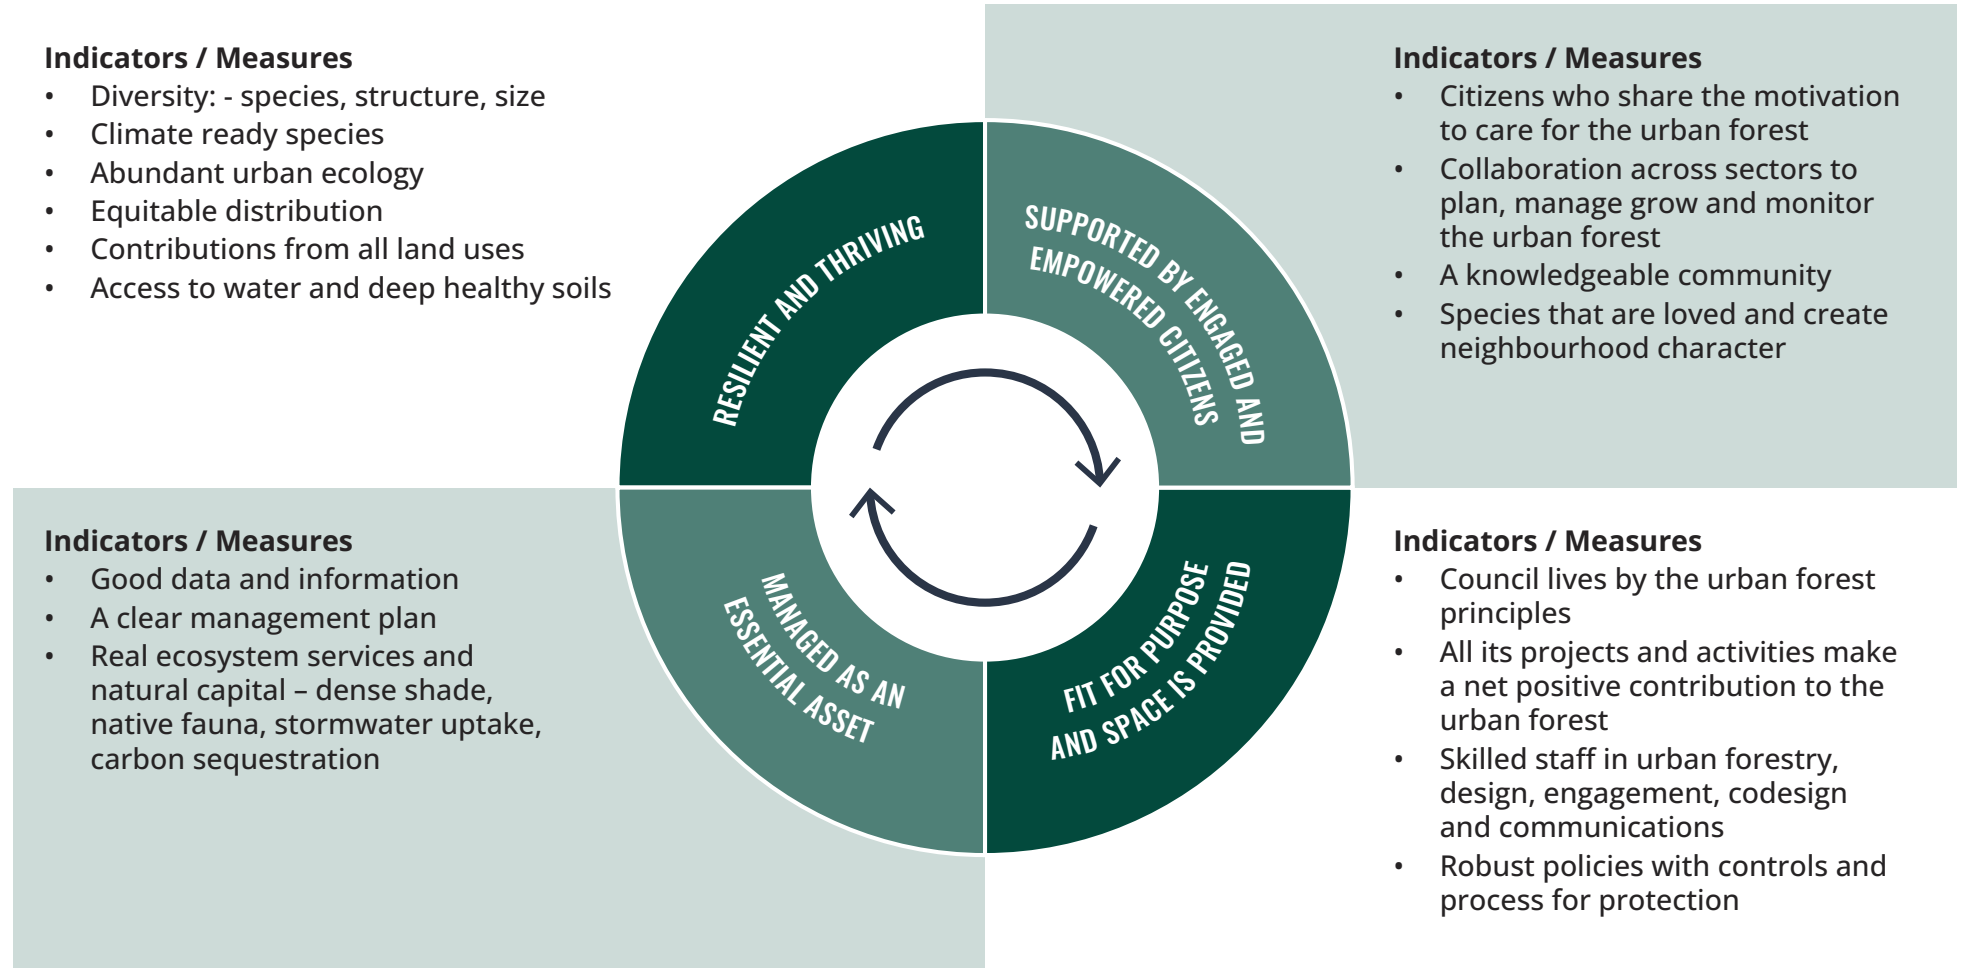 Indicators / Measures
• Diversity: - species, structure, size
• Climate ready species
• Abundant urban ecology
• Equitable distribution
• Contributions from all land uses
• Access to water and deep healthy soils
RESILIENT AND THRIVING
SUPPORTED BY ENGAGED AND
EMPOWERED CITIZENS
Indicators / Measures
• Citizens who share the motivation
to care for the urban forest
• Collaboration across sectors to
plan, manage grow and monitor
the urban forest
• A knowledgeable community
• Species that are loved and create
neighbourhood character
Indicators / Measures
• Good data and information
• A clear management plan
• Real ecosystem services and
natural capital – dense shade,
native fauna, stormwater uptake,
carbon sequestration
MANAGED AS AN
ESSENTIAL ASSET
FIT FOR PURPOSE
AND SPACE IS PROVIDED
Indicators / Measures
• Council lives by the urban forest
principles
• All its projects and activities make
a net positive contribution to the
urban forest
• Skilled staff in urban forestry,
design, engagement, codesign
and communications
• Robust policies with controls and
process for protection